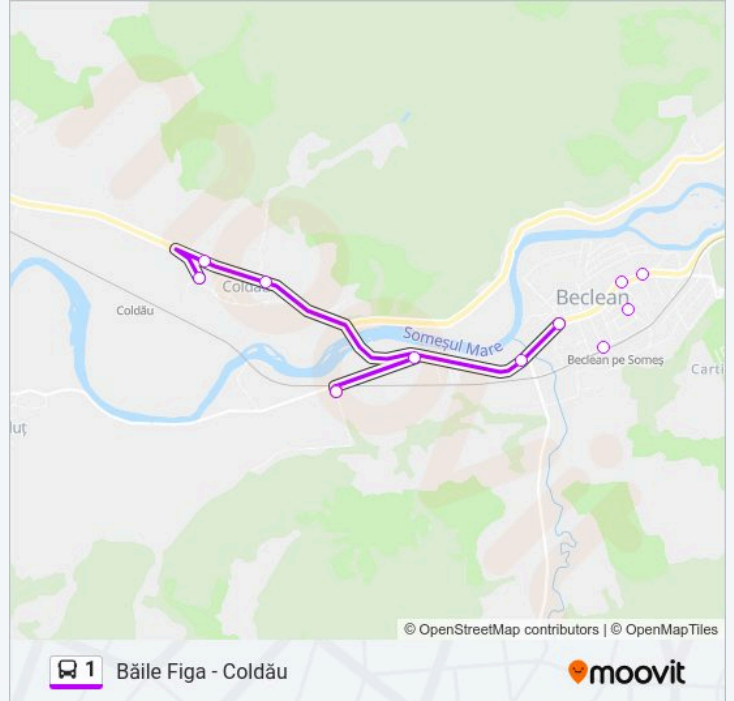 Beclean
Coldău
Coldău
Someșul Mare
Beclean pe Someș
Carti
luț
© OpenStreetMap contributors | © OpenMapTiles
1 Băile Figa - Coldău
moovit